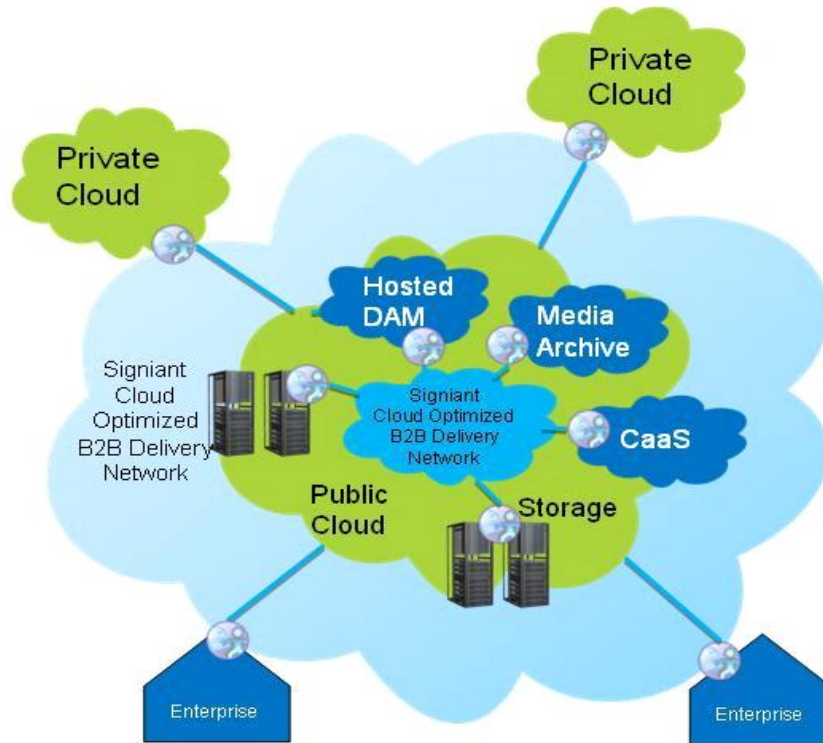 Private
Cloud
Private
Cloud
Hosted
DAM
Media
Archive
Signiant
Cloud
Optimized
B2B Delivery
Network
Signiant
Cloud Optimized
B2B Delivery
Network
CaaS
Public
Cloud
Storage
Enterprise
Enterprise